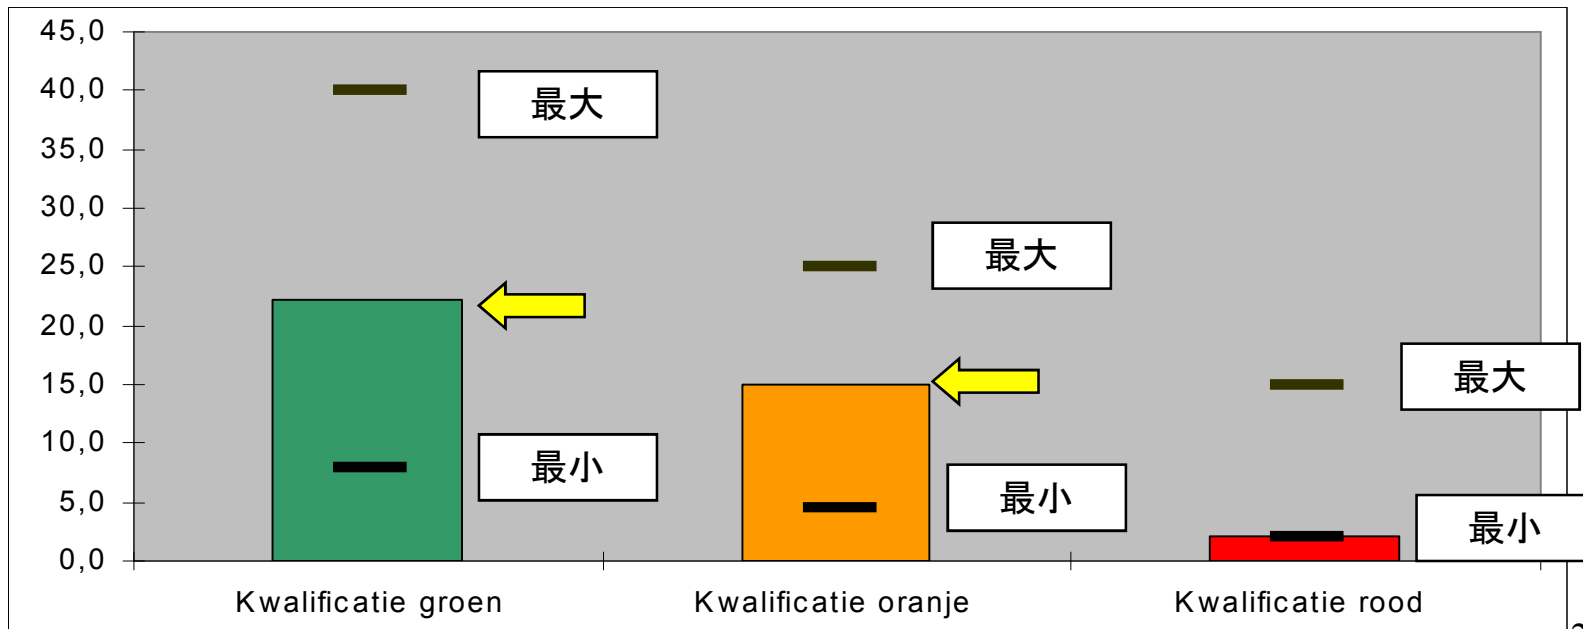 45,0
最大
40,0
35,0
30,0
最大
25,0
20,0
15,0
最大
10,0
最小
最小
5,0
最小
0,0
Kwalificatie groen
Kwalificatie oranje
Kwalificatie rood